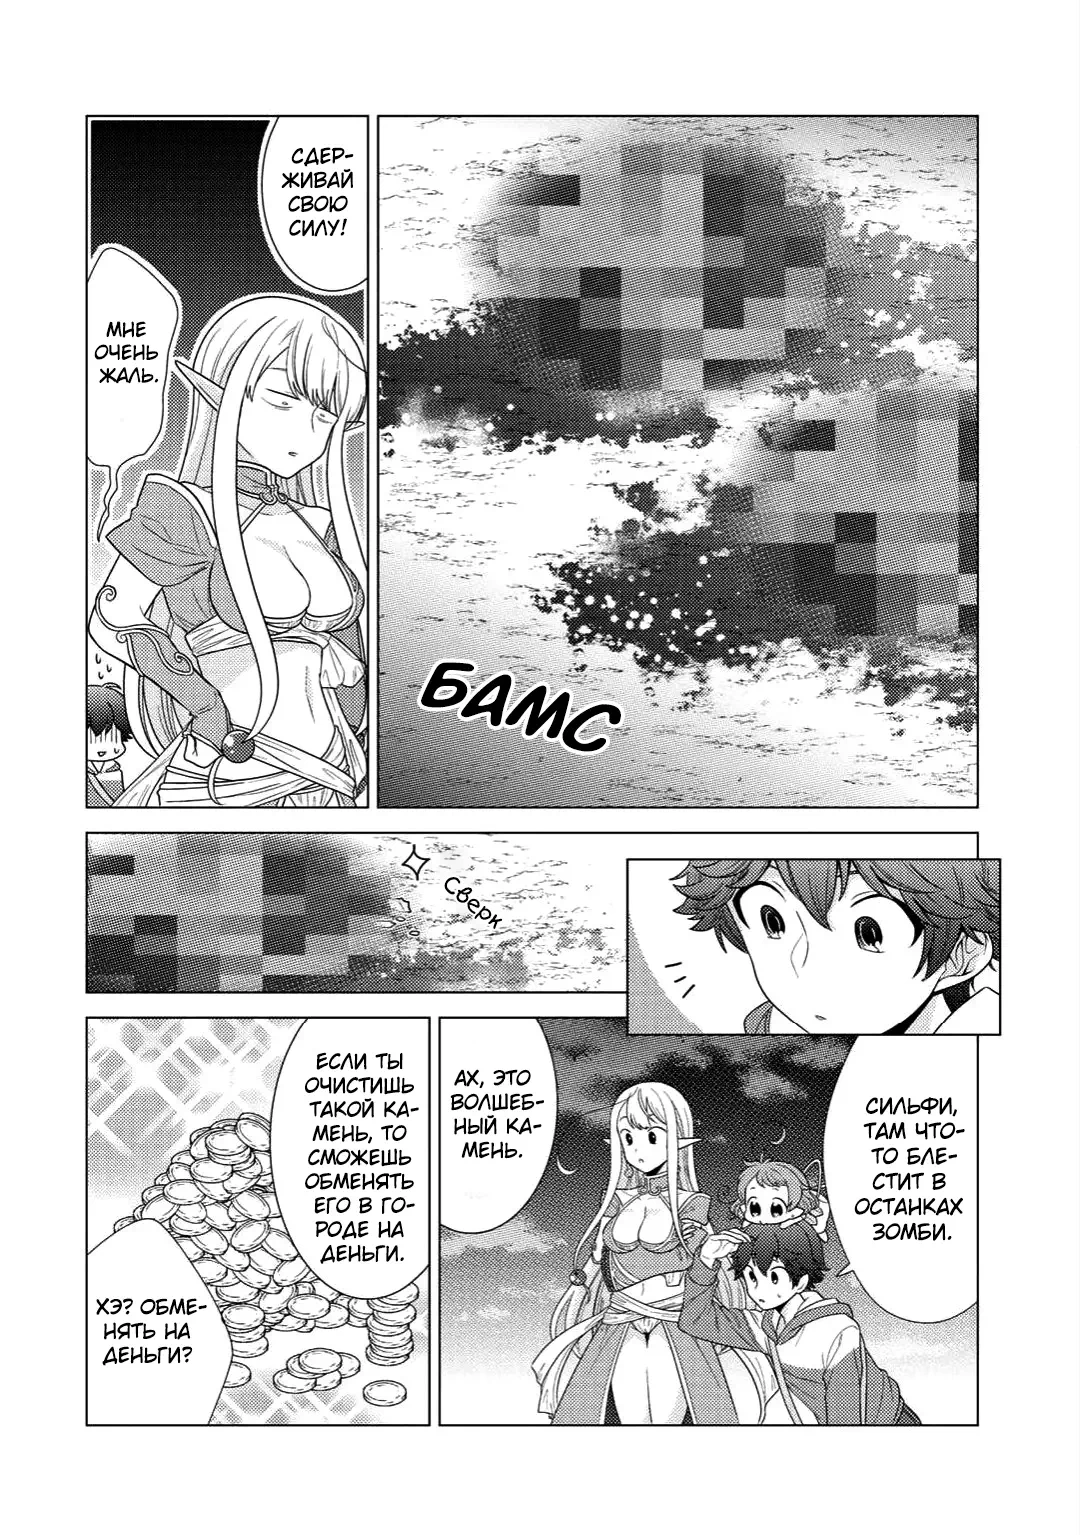 БАМС
СДЕР-
ЖИВАЙ
СВОЮ
СИЛУ!
МНЕ
ОЧЕНЬ
ЖАЛЬ.
Сверк
СИЛЬФИ,
ТАМ ЧТО-
ТО БЛЕ-
СТИТ В
ОСТАНКАХ
ЗОМБИ.
АХ, ЭТО
ВОЛШЕБ-
НЫЙ КА-
МЕНЬ.
ЕСЛИ ТЫ
ОЧИСТИШЬ
ТАКОЙ КА-
МЕНЬ, ТО
СМОЖЕШЬ
ОБМЕНЯТЬ
ЕГО В ГО-
РОДЕ НА
ДЕНЬГИ.
ХЭ? ОБМЕ-
НЯТЬ НА
ДЕНЬГИ?